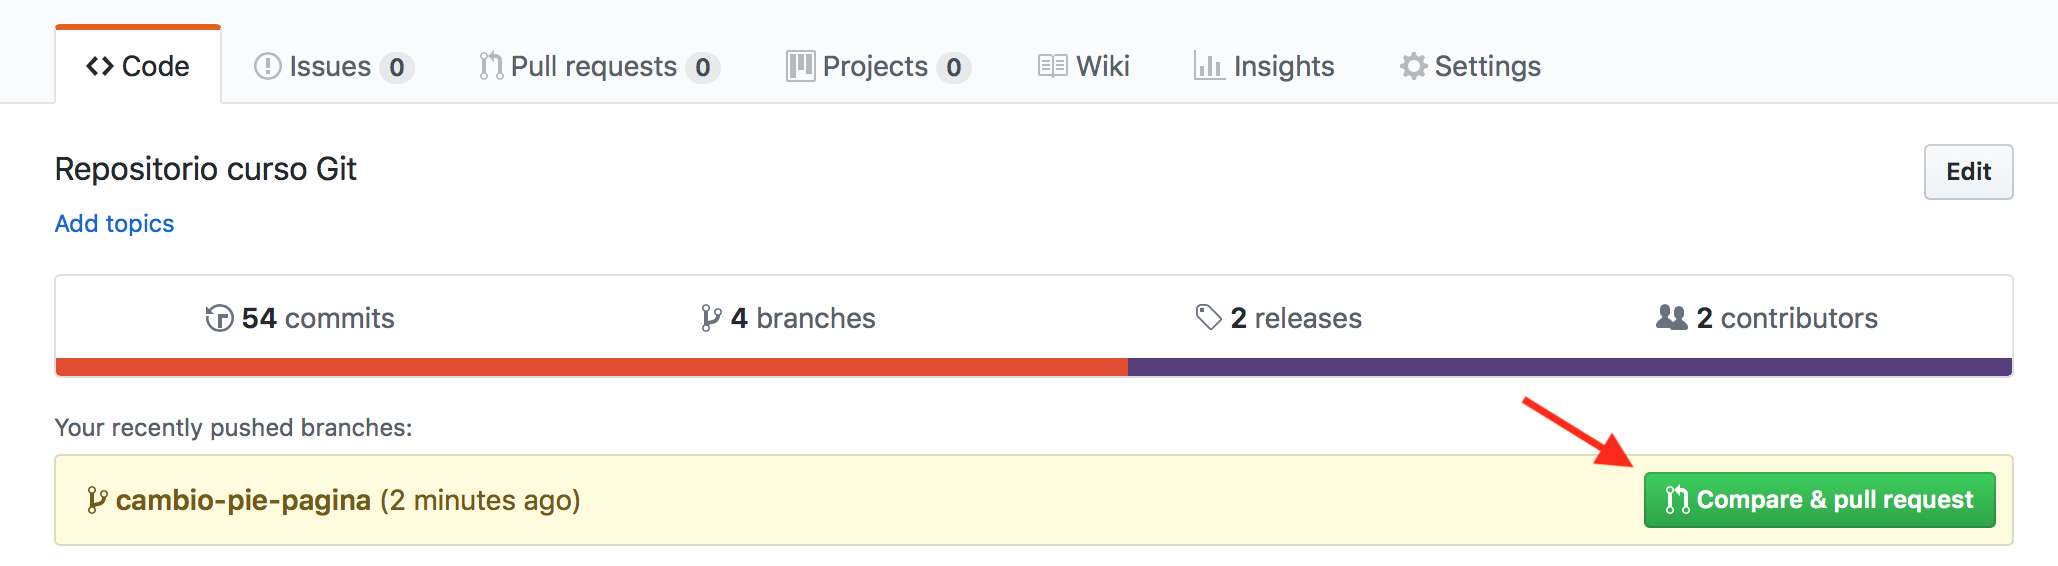 Code Issues 0 Pull requests 0 Projects 0 Wiki Insights Settings
Repositorio curso Git
Edit
Add topics
54 commits 4 branches 2 releases 2 contributors
Your recently pushed branches:
cambio-pie-pagina (2 minutes ago)
Compare & pull request